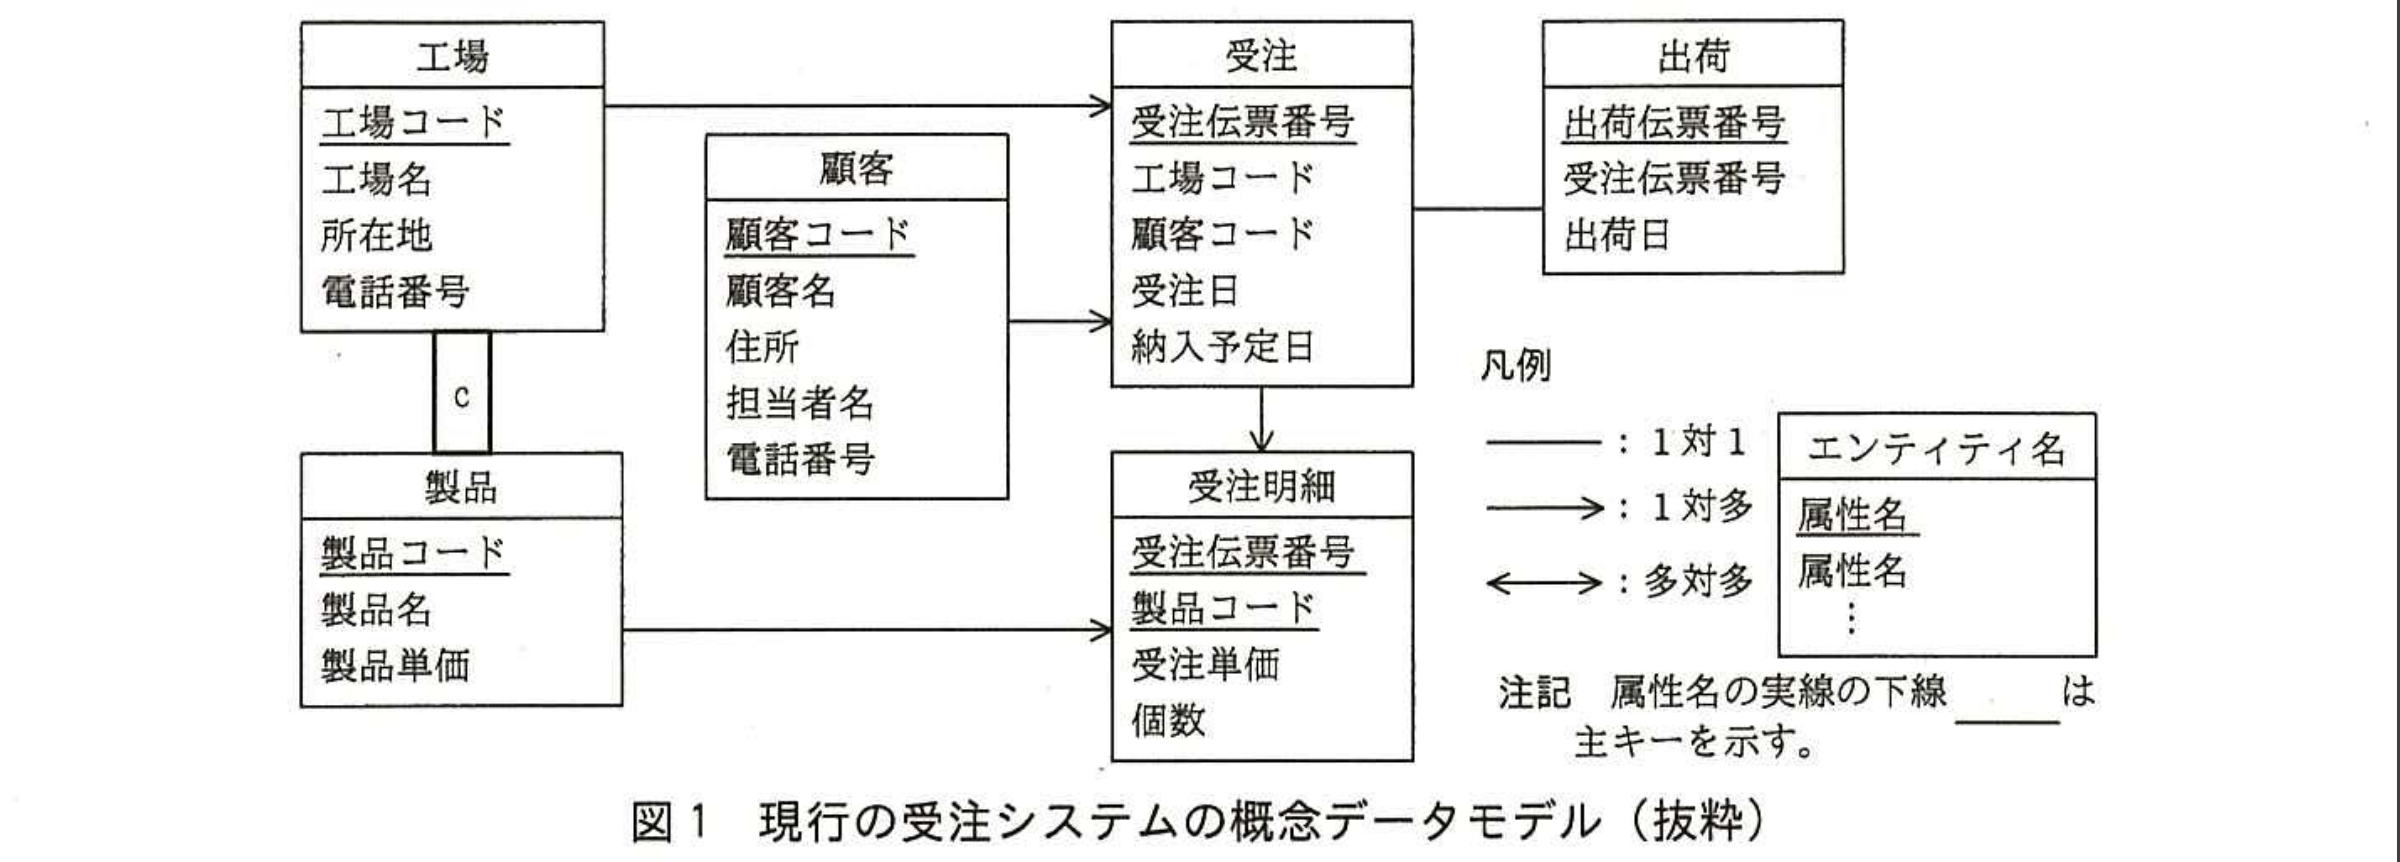 工場
工場コード
工場名
所在地
電話番号
c
製品
製品コード
製品名
製品単価
顧客
顧客コード
顧客名
住所
担当者名
電話番号
受注
受注伝票番号
工場コード
顧客コード
受注日
納入予定日
受注明細
受注伝票番号
製品コード
受注単価
個数
出荷
出荷伝票番号
受注伝票番号
出荷日
凡例
：1対1
：1対多
：多対多
エンティティ名
属性名
属性名
⋮
注記 属性名の実線の下線＿＿＿は
主キーを示す。
図1 現行の受注システムの概念データモデル（抜粋）